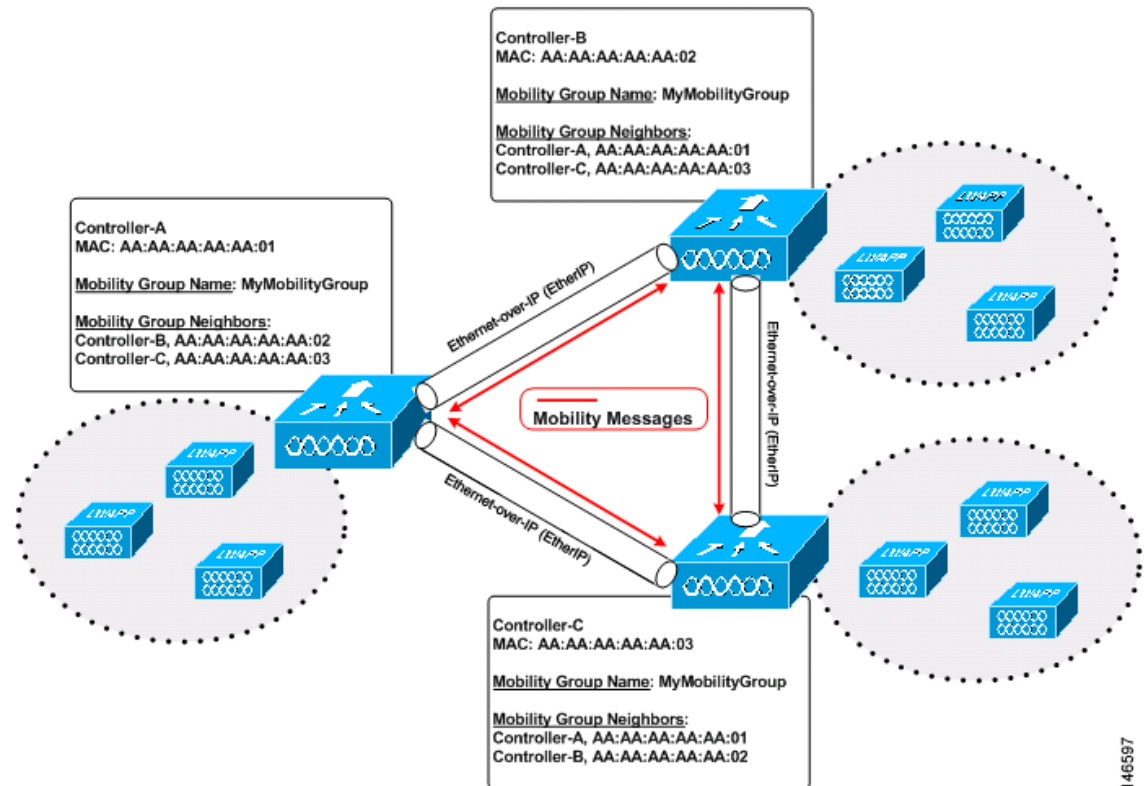 Controller-B
MAC: AA:AA:AA:AA:AA:02
Mobility Group Name: MyMobilityGroup
Mobility Group Neighbors:
Controller-A, AA:AA:AA:AA:AA:01
Controller-C, AA:AA:AA:AA:AA:03
Controller-A
MAC: AA:AA:AA:AA:AA:01
Mobility Group Name: MyMobilityGroup
Mobility Group Neighbors:
Controller-B, AA:AA:AA:AA:AA:02
Controller-C, AA:AA:AA:AA:AA:03
LWAPP
LWAPP
LWAPP
Ethernet-over-IP (EtherIP)
Ethernet-over-IP (EtherIP)
Mobility Messages
Ethernet-over-IP (EtherIP)
LWAPP
LWAPP
LWAPP
LWAPP
LWAPP
LWAPP
Controller-C
MAC: AA:AA:AA:AA:AA:03
Mobility Group Name: MyMobilityGroup
Mobility Group Neighbors:
Controller-A, AA:AA:AA:AA:AA:01
Controller-B, AA:AA:AA:AA:AA:02
146597